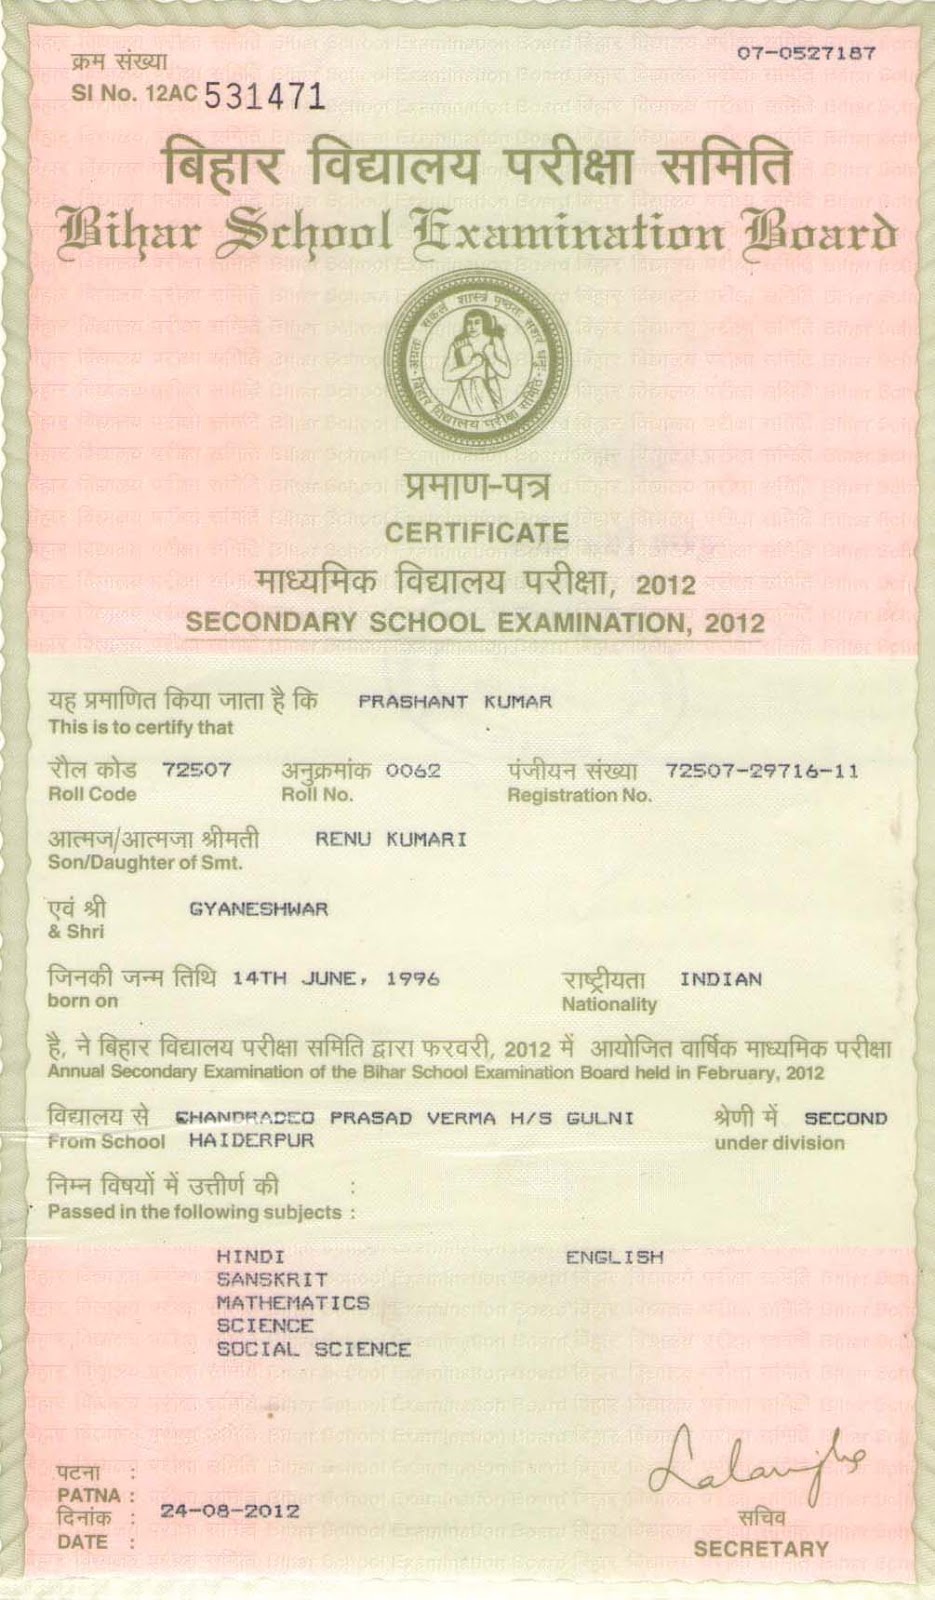 क्रम संख्या 07-0527187
SI No. 12AC 531471
बिहार विद्यालय परीक्षा समिति
Bihar School Examination Board
बिहार विद्यालय परीक्षा समिति
प्रमाण-पत्र
CERTIFICATE
माध्यमिक विद्यालय परीक्षा, 2012
SECONDARY SCHOOL EXAMINATION, 2012
यह प्रमाणित किया जाता है कि PRASHANT KUMAR
This is to certify that
रौल कोड 72507 अनुक्रमांक 0062 पंजीयन संख्या 72507-29716-11
Roll Code Roll No. Registration No.
आत्मज/आत्मजा श्रीमती RENU KUMARI
Son/Daughter of Smt.
एवं श्री GYANESHWAR
& Shri
जिनकी जन्म तिथि 14TH JUNE, 1996 राष्ट्रीयता INDIAN
born on Nationality
है, ने बिहार विद्यालय परीक्षा समिति द्वारा फरवरी, 2012 में आयोजित वार्षिक माध्यमिक परीक्षा
Annual Secondary Examination of the Bihar School Examination Board held in February, 2012
विद्यालय से CHANDRADEO PRASAD VERMA H/S GULNI श्रेणी में SECOND
From School HAIDERPUR under division
निम्न विषयों में उत्तीर्ण की :
Passed in the following subjects :
HINDI ENGLISH
SANSKRIT
MATHEMATICS
SCIENCE
SOCIAL SCIENCE
पटना :
PATNA :
दिनांक : 24-08-2012
DATE :
सचिव
SECRETARY